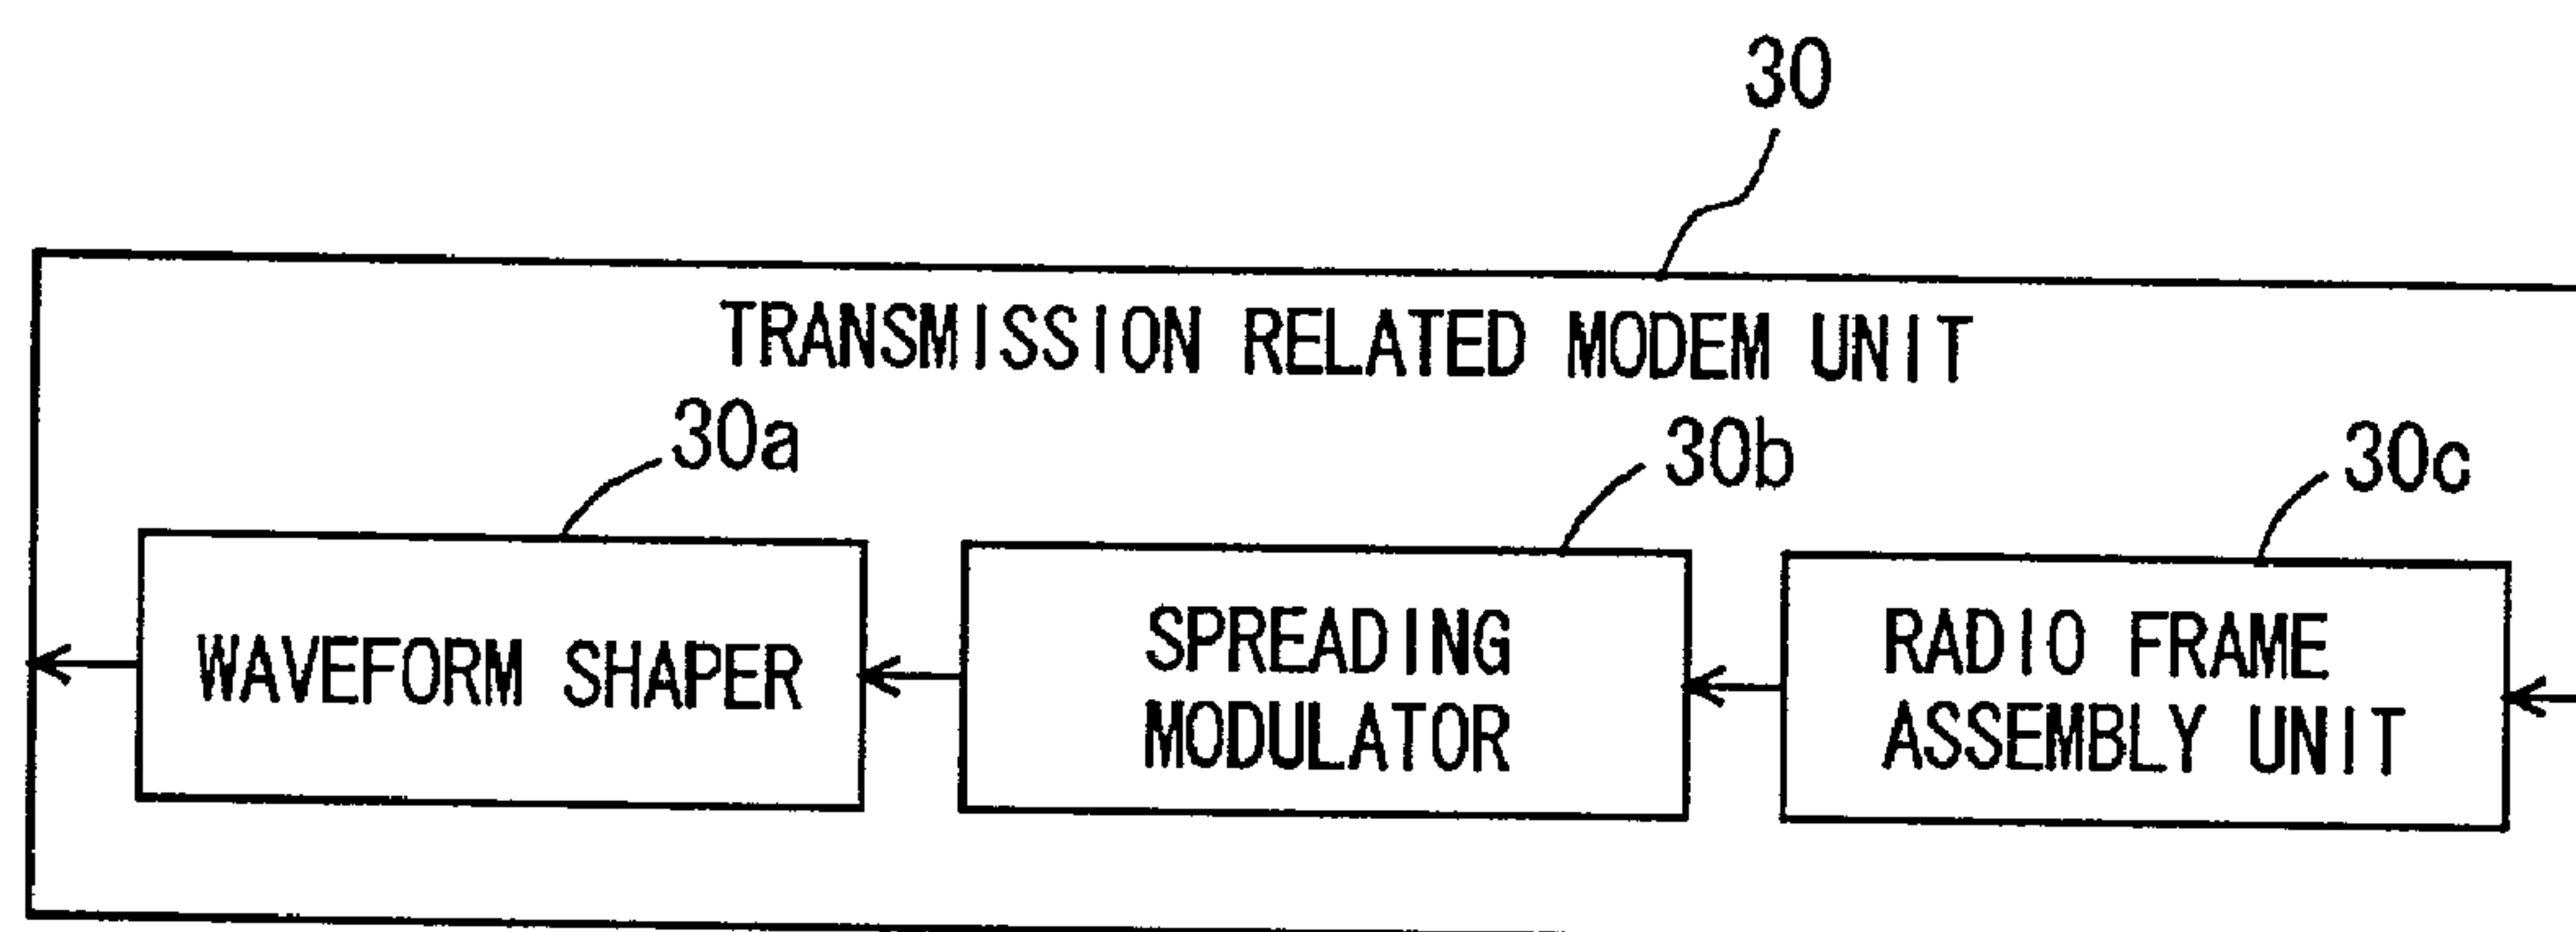 30
TRANSMISSION RELATED MODEM UNIT
30a
30b
30c
WAVEFORM SHAPER
SPREADING
MODULATOR
RADIO FRAME
ASSEMBLY UNIT